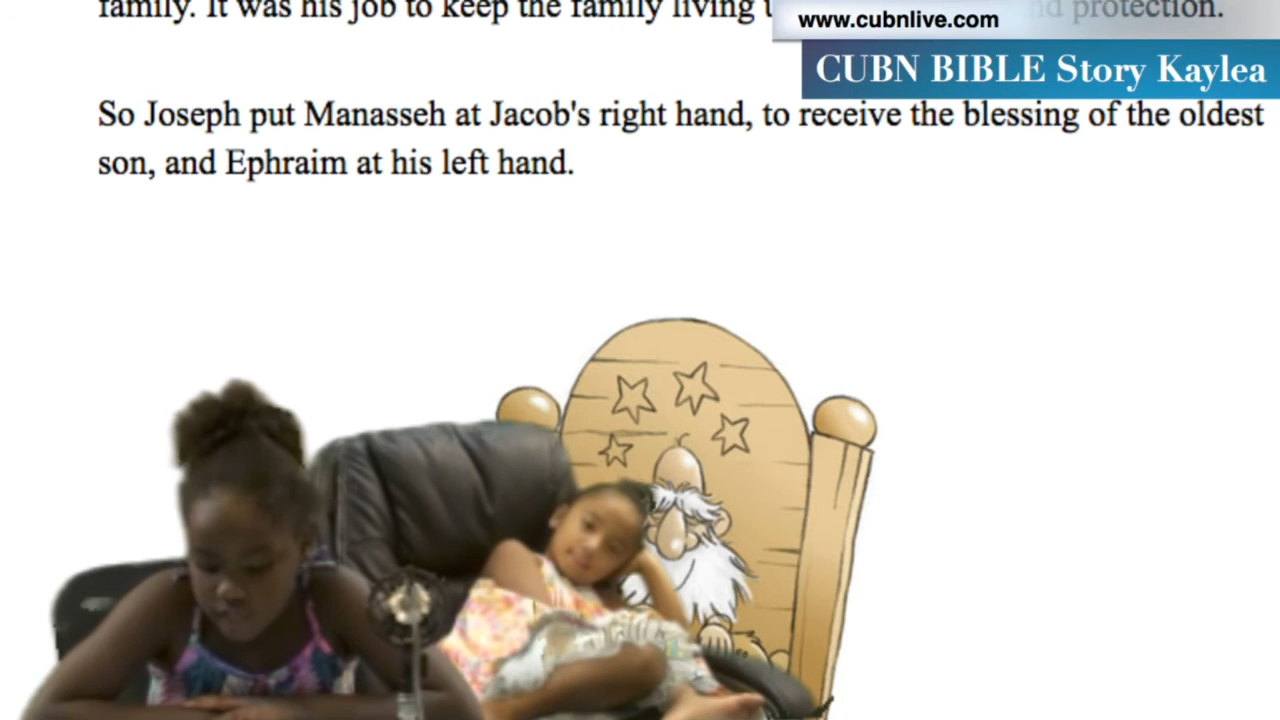 family. It was his job to keep the family living
nd protection.
www.cubnlive.com
CUBN BIBLE Story Kaylea
So Joseph put Manasseh at Jacob's right hand, to receive the blessing of the oldest
son, and Ephraim at his left hand.